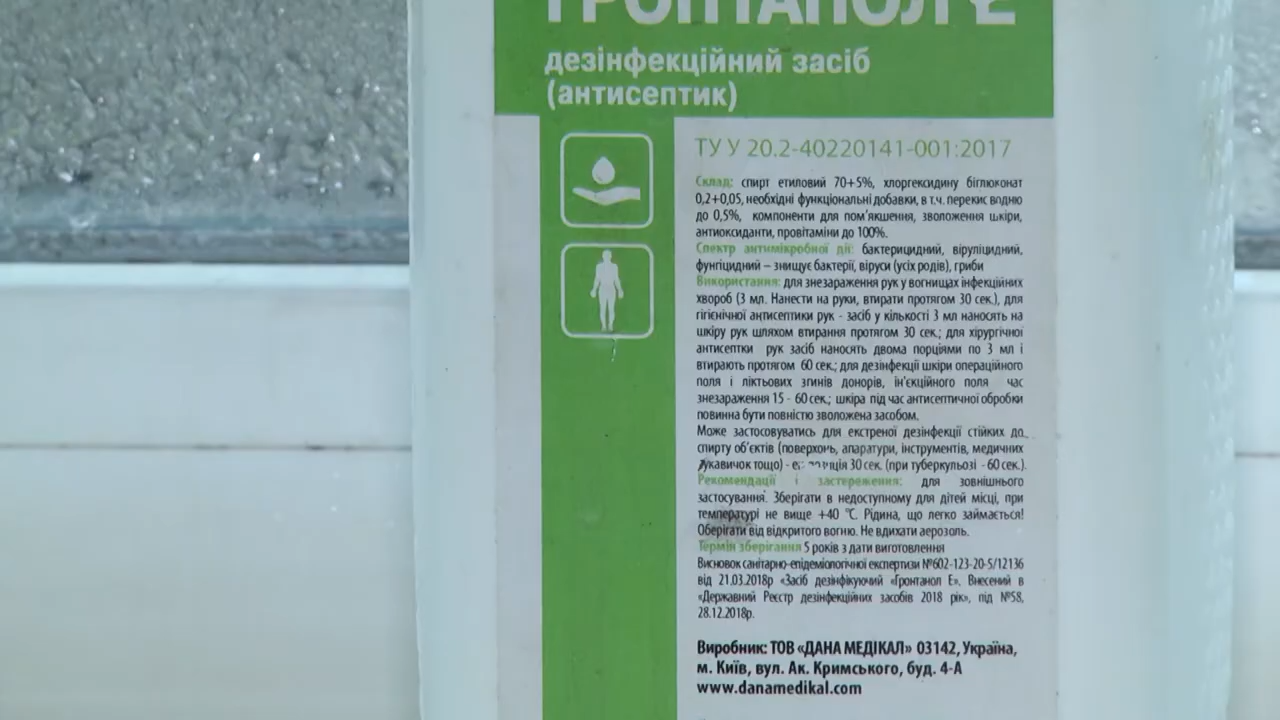 ГРОНТАНОЛ Е
дезінфекційний засіб
(антисептик)
ТУ У 20.2-40220141-001:2017
Склад: спирт етиловий 70+5%, хлоргексидину біглюконат
0,2+0,05, необхідні функціональні добавки, в т.ч. перекис водню
до 0,5%, компоненти для пом'якшення, зволоження шкіри,
антиоксиданти, провітаміни до 100%.
Спектр антимікробної дії: бактерицидний, віруліцидний,
фунгіцидний – знищує бактерії, віруси (усіх родів), гриби
Використання: для знезараження рук у вогнищах інфекційних
хвороб (3 мл. Нанести на руки, втирати протягом 30 сек.), для
гігієнічної антисептики рук - засіб у кількості 3 мл наносять на
шкіру рук шляхом втирання протягом 30 сек.; для хірургічної
антисептки рук засіб наносять двома порціями по 3 мл і
втирають протягом 60 сек.; для дезінфекції шкіри операційного
поля і ліктьових згинів донорів, ін'єкційного поля час
знезараження 15 - 60 сек.; шкіра під час антисептичної обробки
повинна бути повністю зволожена засобом.
Може застосовуватись для екстреної дезінфекції стійких до
спирту об'єктів (поверхонь, апаратури, інструментів, медичних
рукавичок тощо) - 30 сек. (при туберкульозі - 60 сек.).
Рекомендації і застереження: для зовнішнього
застосування. Зберігати в недоступному для дітей місці, при
температурі не вище +40 °С. Рідина, що легко займається!
Оберігати від відкритого вогню. Не вдихати аерозоль.
Термін зберігання 5 років з дати виготовлення
Висновок санітарно-епідеміологічної експертизи №602-123-20-5/12136
від 21.03.2018р «Засіб дезінфікуючий «Гронтанол Е». Внесений в
«Державний Реєстр дезінфекційних засобів 2018 рік», під №58,
28.12.2018р.
Виробник: ТОВ «ДАНА МЕДІКАЛ» 03142, Україна,
м. Київ, вул. Ак. Кримського, буд. 4-А
www.danamedikal.com